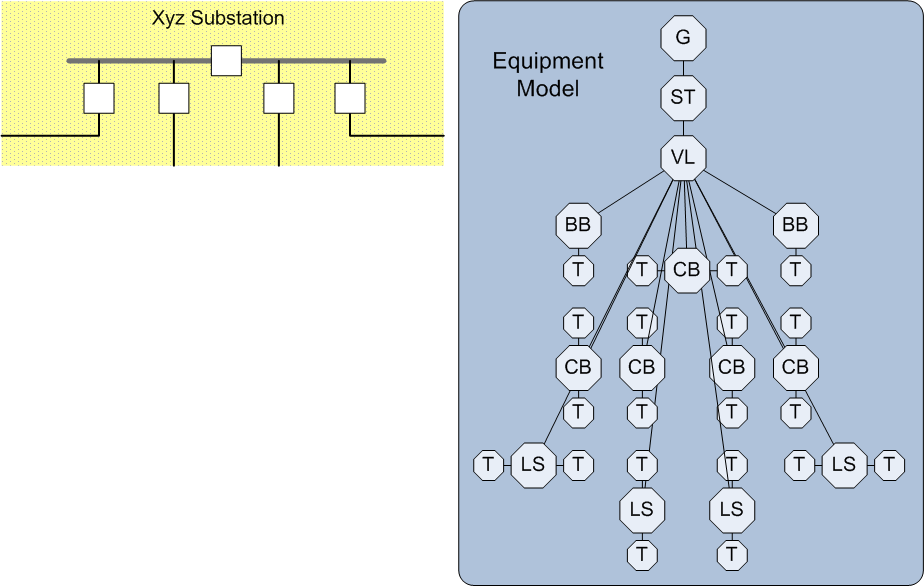 Xyz Substation
Equipment
Model
G
ST
VL
BB BB
T T CB T T
T T T T
CB CB CB CB
T T T T
T LS T T T T LS T
LS LS
T T